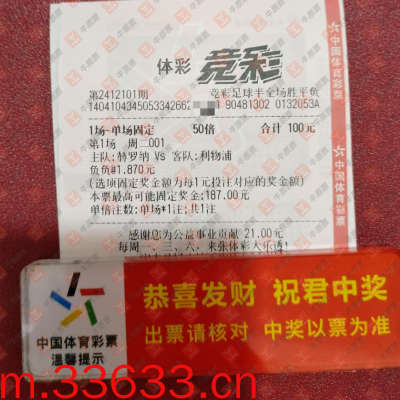 体彩 竞彩
第2412101期 竞彩足球半全场胜平负
1404104345053342662 90481302 0132053A
1场-单场固定 50倍 合计 100元
第1场 周二001
主队:赫罗纳 Vs 客队:利物浦
负负#1.870元
(选项固定奖金额为每1元投注对应的奖金额)
本票最高可能固定奖金:187.00元
单倍注数:单场*1注;共1注
感谢您为公益事业贡献 21.00元
每周一、三、六,来张体彩大乐透!
中国体育彩票
中国体育彩票
恭喜发财 祝君中奖
出票请核对 中奖以票为准
中国体育彩票
温馨提示
m.33633.cn